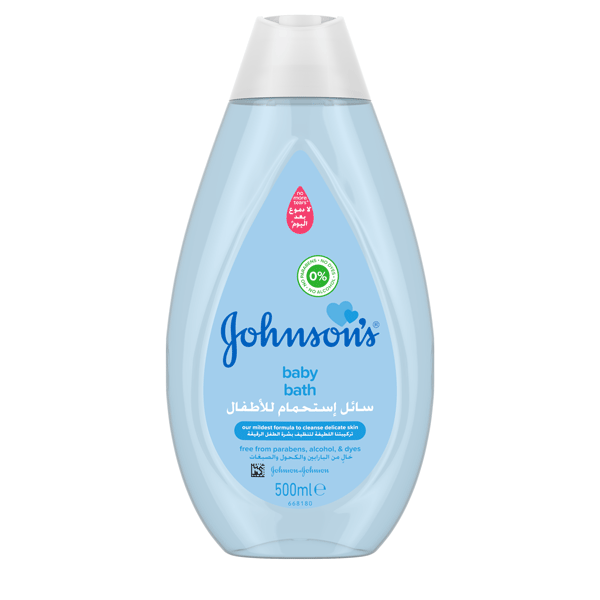 no
more
tears®
لا دموع
بعد
اليوم®
NO PARABENS • NO DYES • NO ALCOHOL •
0%
Johnson's®
baby
bath
سائل إستحمام للأطفال
our mildest formula to cleanse delicate skin
تركيبتنا اللطيفة لتنظيف بشرة الطفل الرقيقة
free from parabens, alcohol, & dyes
خالٍ من البارابين والكحول والصبغات
Johnson & Johnson
500ml ℮
668180